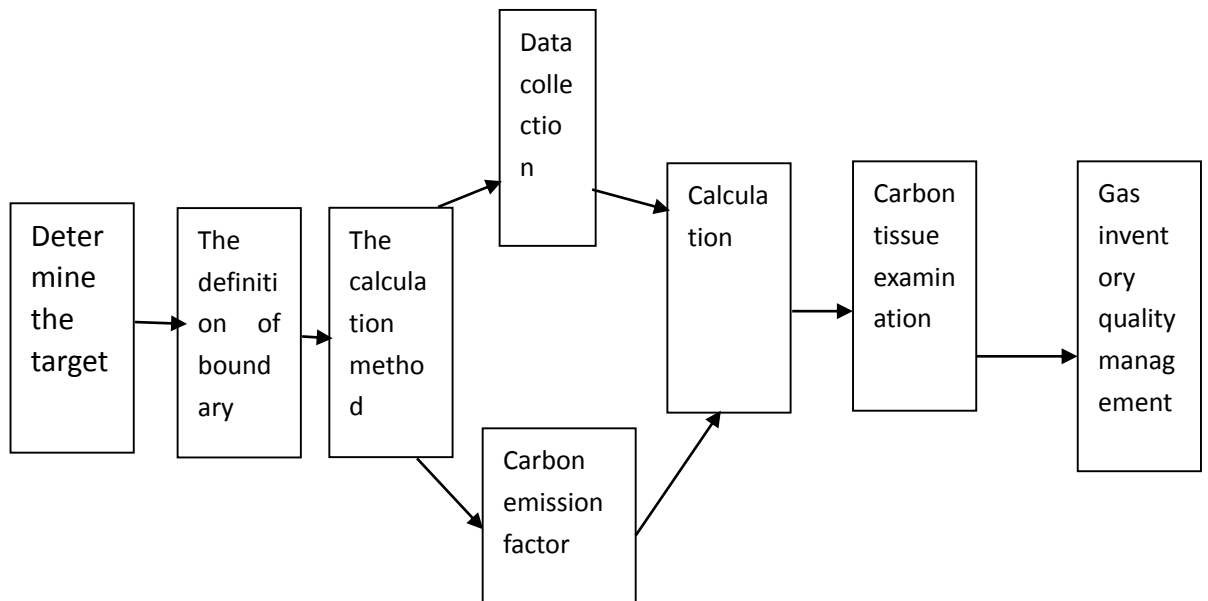 Deter
mine
the
target
The
definiti
on of
bound
ary
The
calcula
tion
metho
d
Data
colle
ctio
n
Carbon
emission
factor
Calcula
tion
Carbon
tissue
examin
ation
Gas
invent
ory
quality
manag
ement